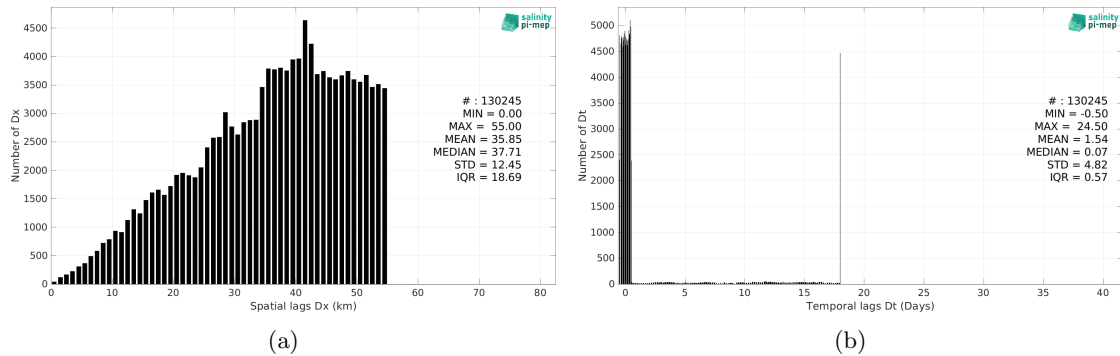 4500
4000
3500
3000
2500
2000
1500
1000
500
0
Number of Dx
0 10 20 30 40 50 60 70 80
Spatial lags Dx (km)
salinity
pi-mep
# : 130245
MIN = 0.00
MAX = 55.00
MEAN = 35.85
MEDIAN = 37.71
STD = 12.45
IQR = 18.69
(a)
5000
4500
4000
3500
3000
2500
2000
1500
1000
500
0
Number of Dt
0 5 10 15 20 25 30 35 40
Temporal lags Dt (Days)
salinity
pi-mep
# : 130245
MIN = -0.50
MAX = 24.50
MEAN = 1.54
MEDIAN = 0.07
STD = 4.82
IQR = 0.57
(b)